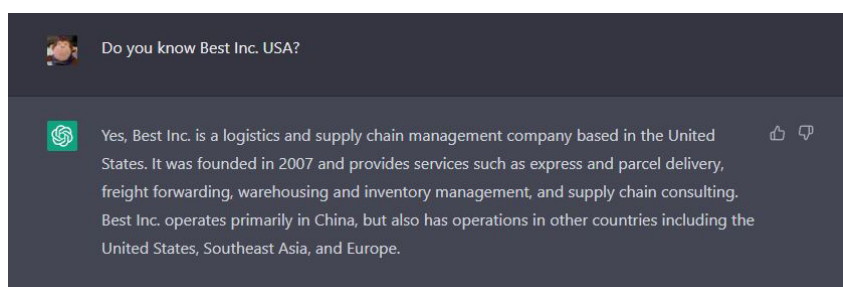 Do you know Best Inc. USA?
Yes, Best Inc. is a logistics and supply chain management company based in the United
States. It was founded in 2007 and provides services such as express and parcel delivery,
freight forwarding, warehousing and inventory management, and supply chain consulting.
Best Inc. operates primarily in China, but also has operations in other countries including the
United States, Southeast Asia, and Europe.